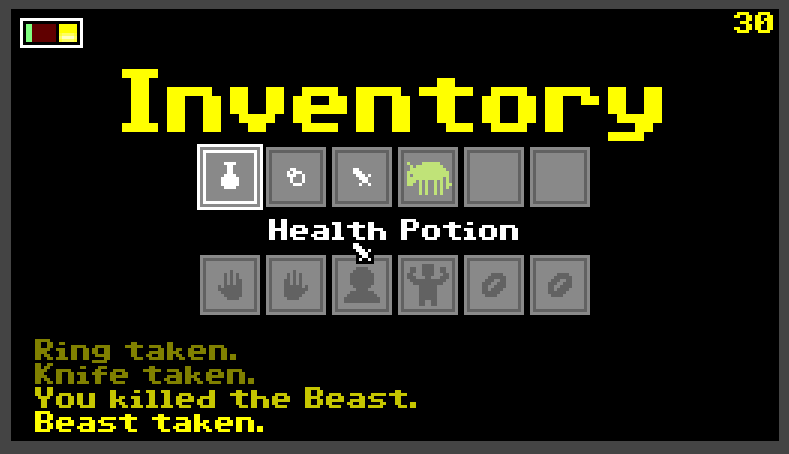 30
Inventory
Health Potion
Ring taken.
Knife taken.
You killed the Beast.
Beast taken.